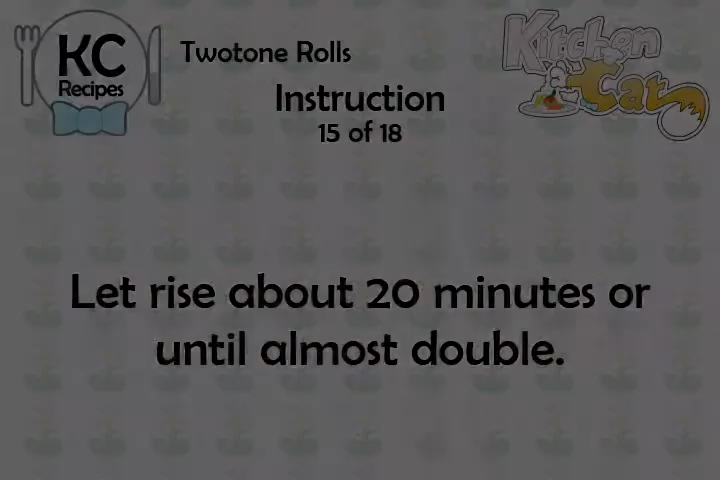 KC
Recipes
Twotone Rolls
Instruction
15 of 18
Kitchen
Cat
Let rise about 20 minutes or
until almost double.